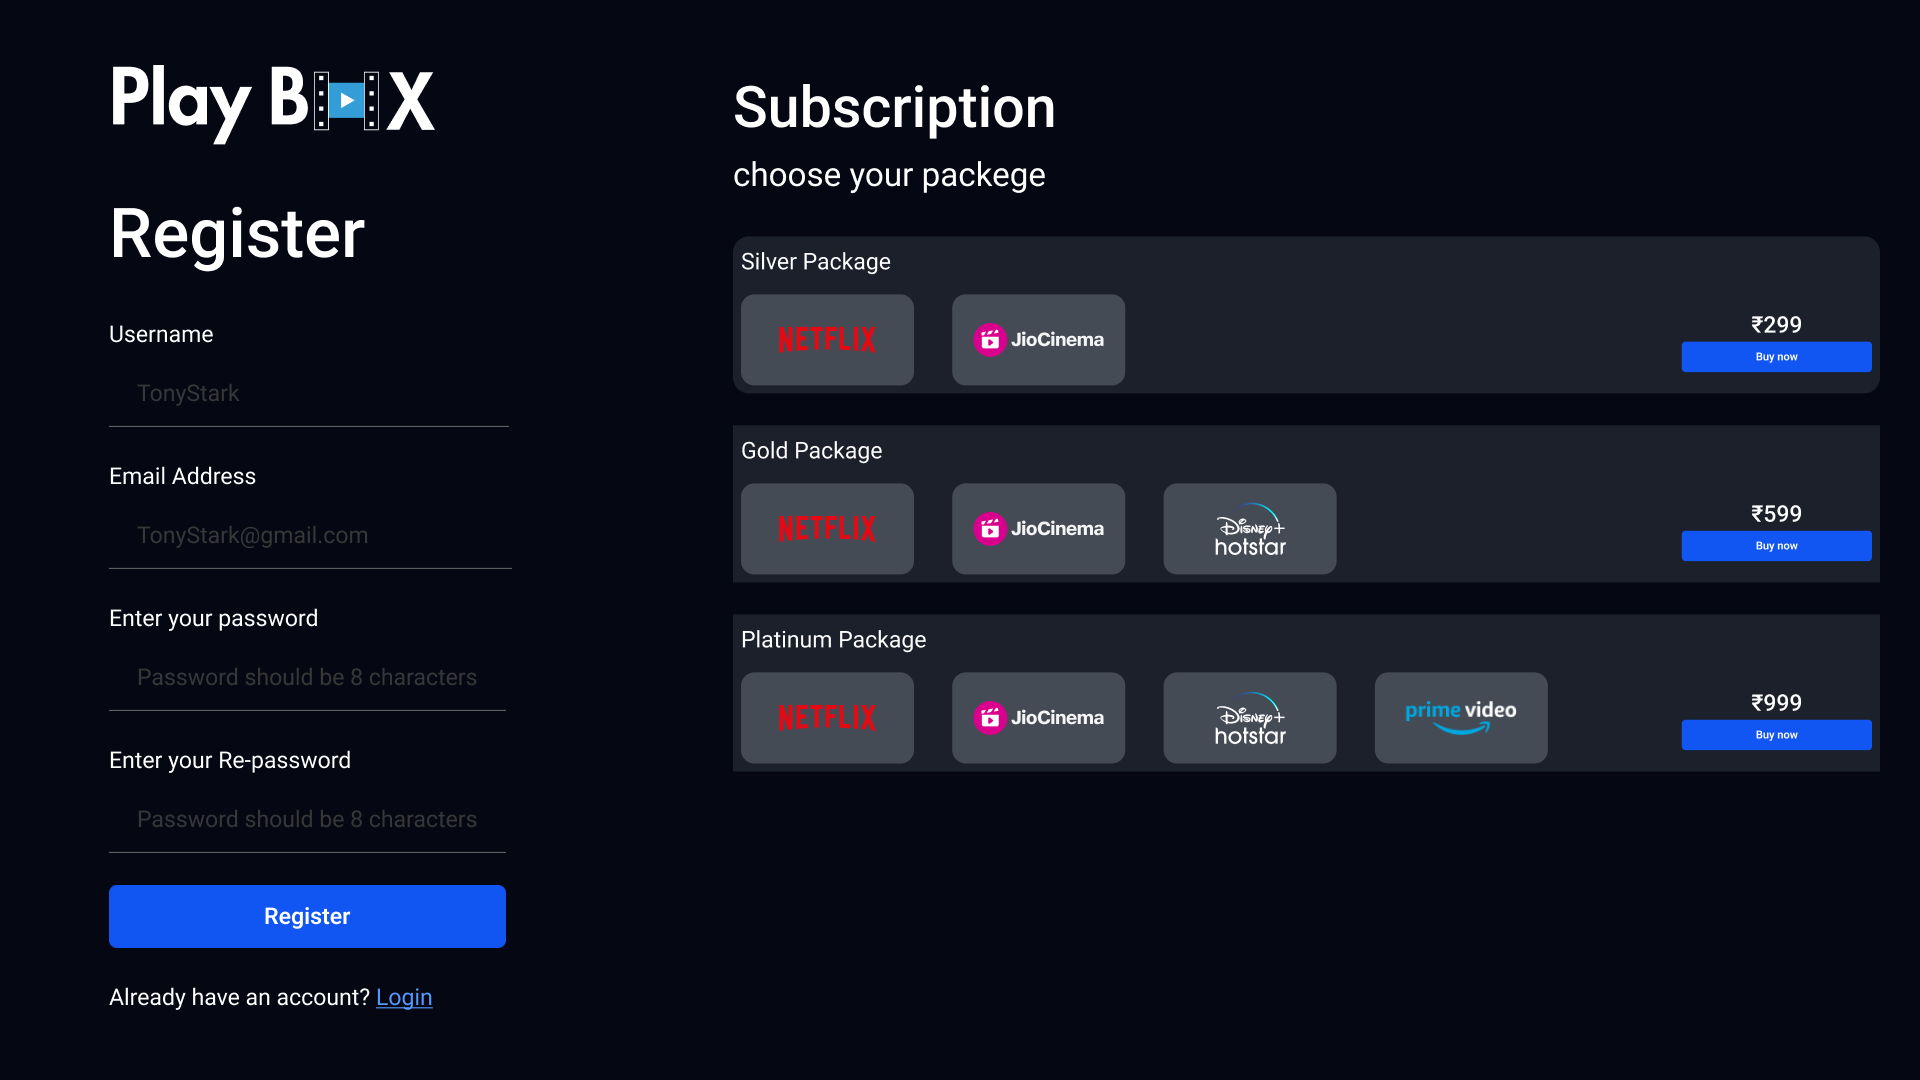 Play BOX
Register
Username
TonyStark
Email Address
TonyStark@gmail.com
Enter your password
Password should be 8 characters
Enter your Re-password
Password should be 8 characters
Register
Already have an account? Login
Subscription
choose your packege
Silver Package
NETFLIX
JioCinema
₹299
Buy now
Gold Package
NETFLIX
JioCinema
Disney+
hotstar
₹599
Buy now
Platinum Package
NETFLIX
JioCinema
Disney+
hotstar
prime video
₹999
Buy now